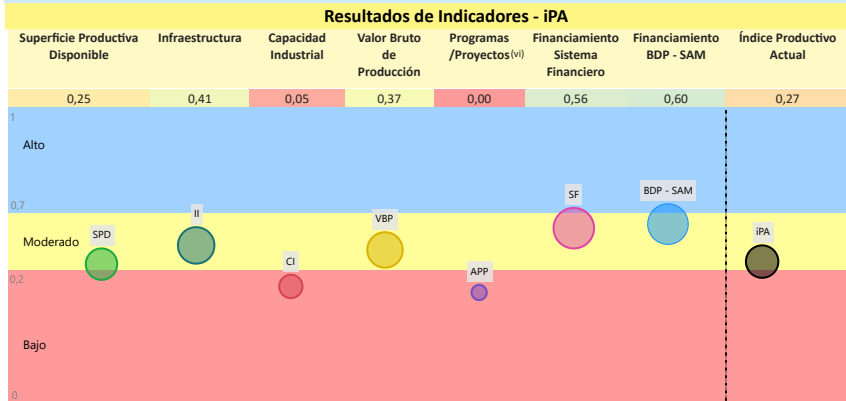 Resultados de Indicadores - iPA
Superficie Productiva Disponible
Infraestructura
Capacidad Industrial
Valor Bruto de Producción
Programas /Proyectos(vi)
Financiamiento Sistema Financiero
Financiamiento BDP - SAM
Índice Productivo Actual
0,25 0,41 0,05 0,37 0,00 0,56 0,60 0,27
1
Alto
0,7
SF
BDP - SAM
II
VBP
SPD
iPA
Moderado
CI
APP
0,2
Bajo
0